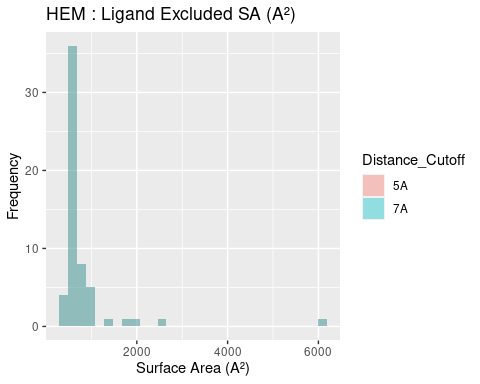 HEM : Ligand Excluded SA (A²)
Frequency
30
20
10
0
2000
4000
6000
Surface Area (A²)
Distance_Cutoff
5A
7A